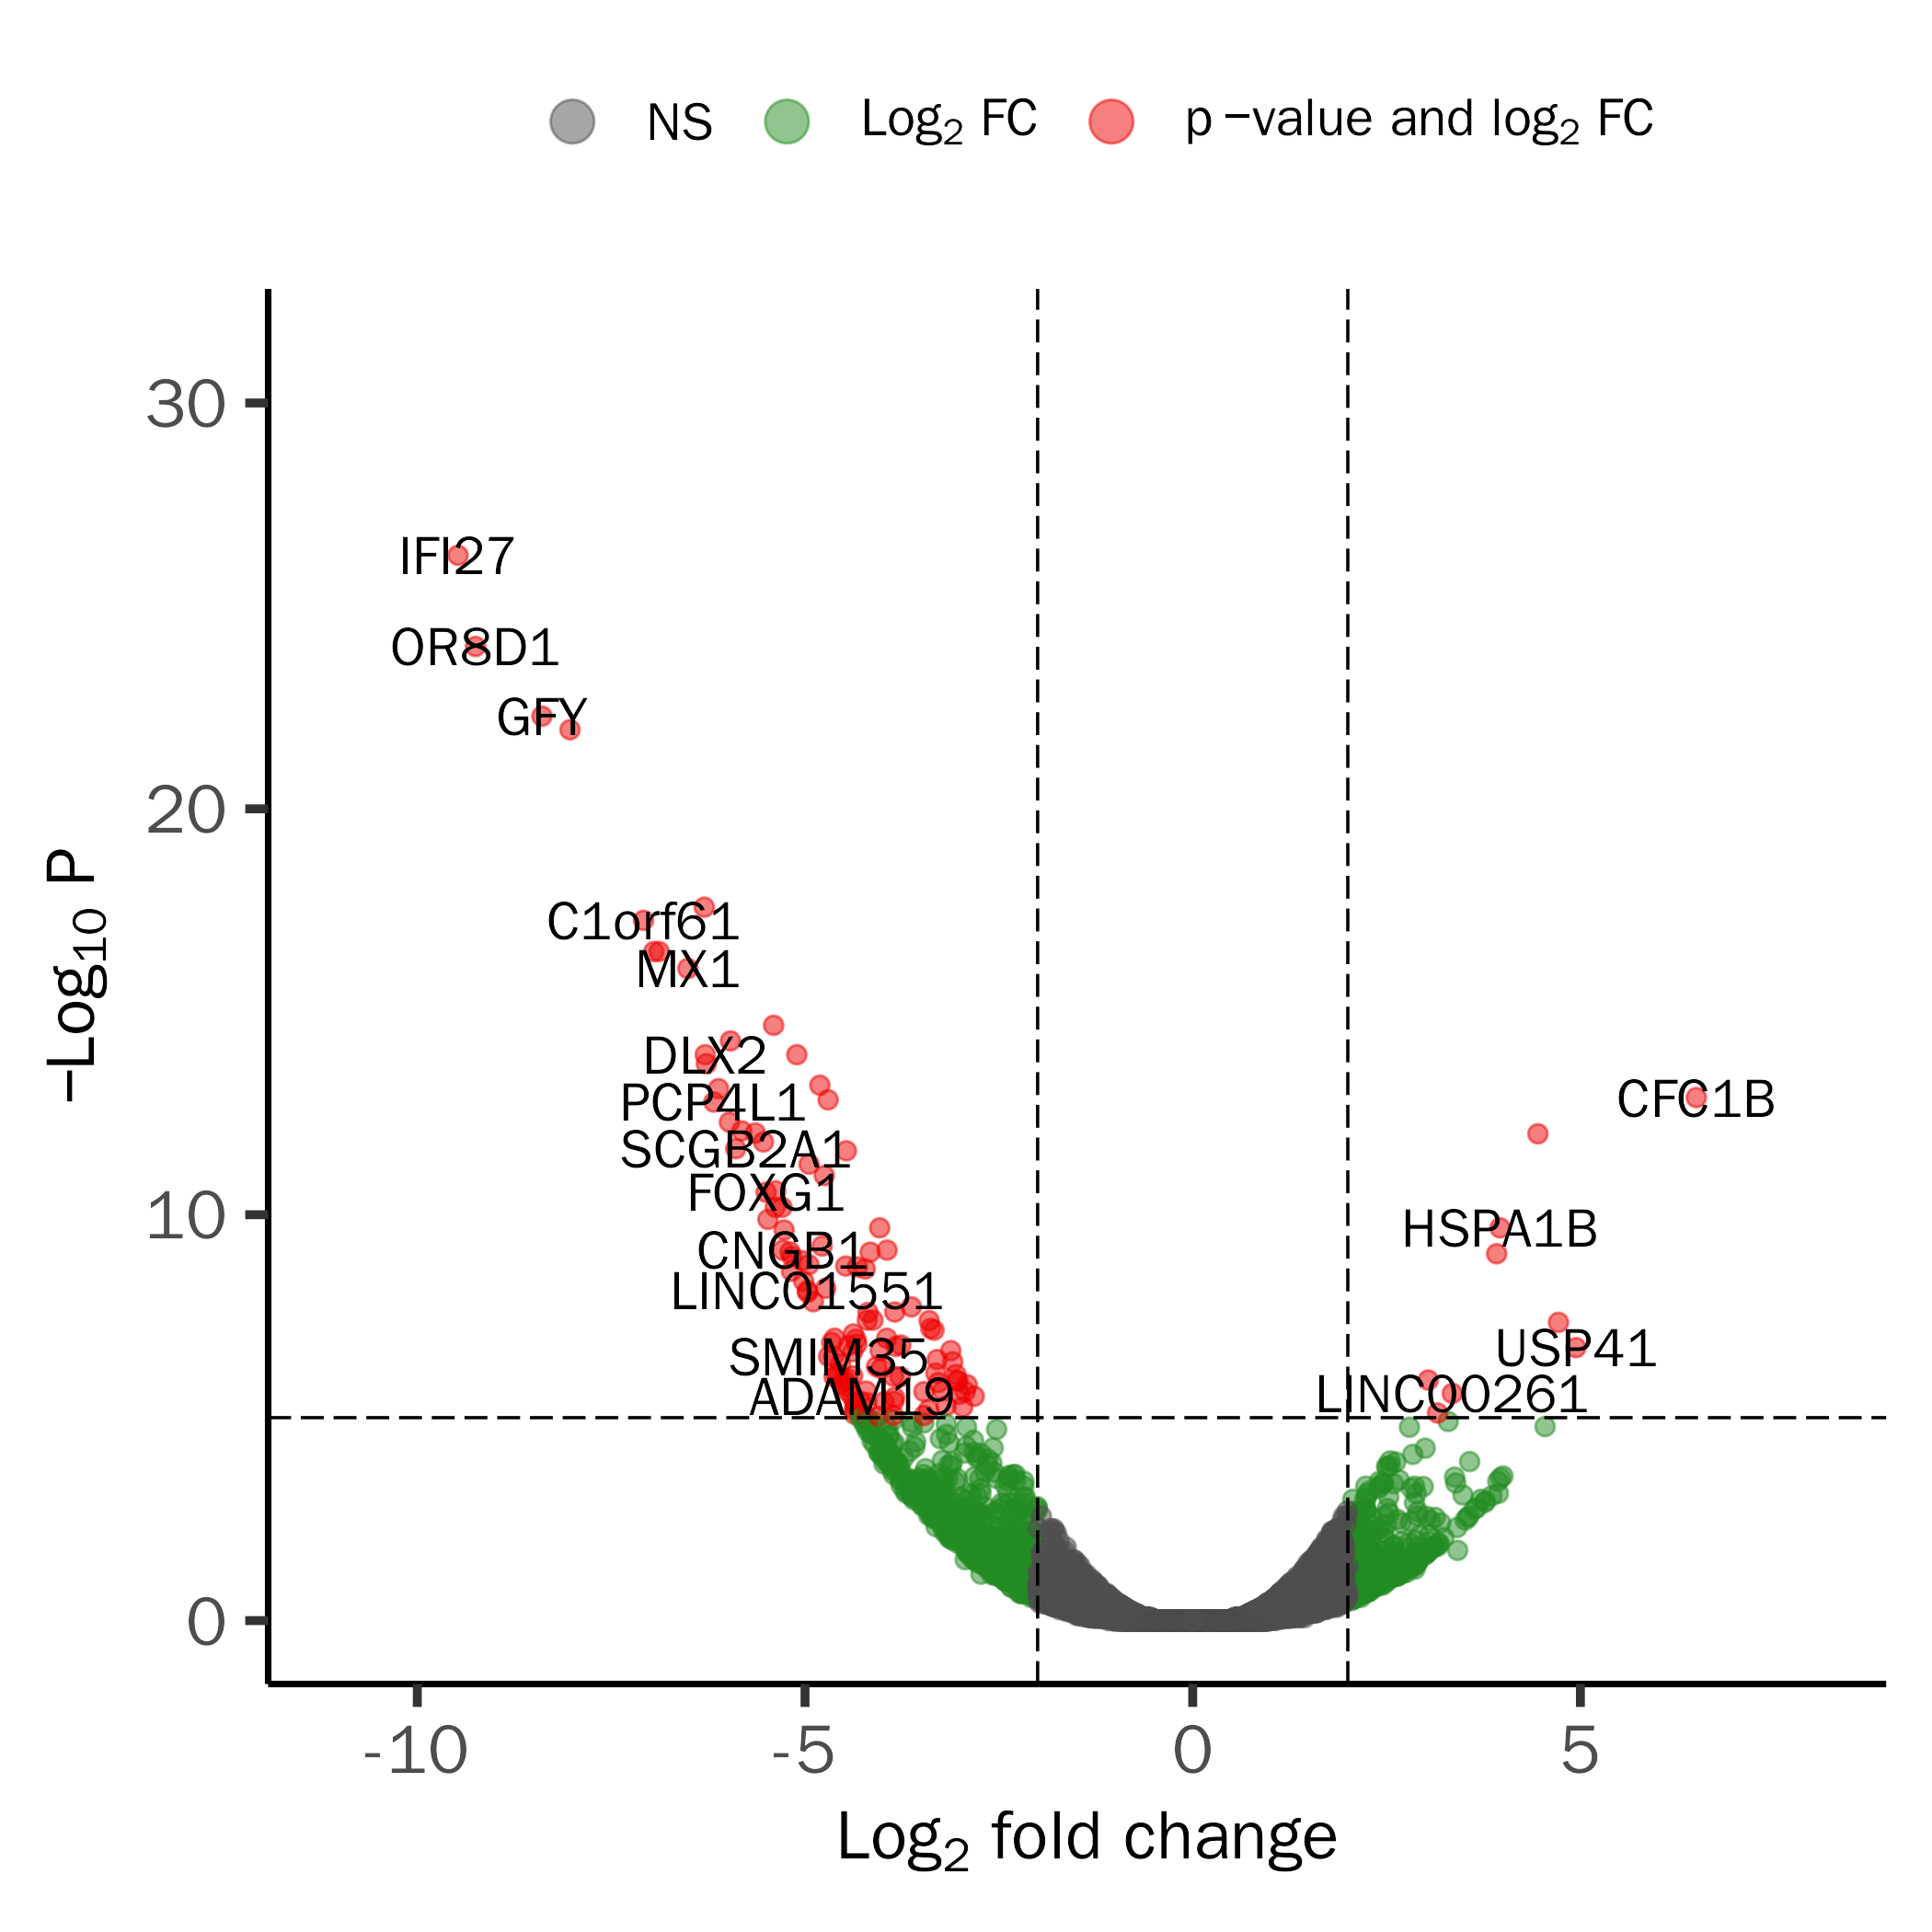 NS Log2 FC p −value and log2 FC
30
20
10
0
−Log10 P
IFI27
OR8D1
GFY
C1orf61
MX1
DLX2
PCP4L1
CFC1B
SCGB2A1
FOXG1
HSPA1B
CNGB1
LINC01551
SMIM35
USP41
ADAM19
LINC00261
-10 -5 0 5
Log2 fold change